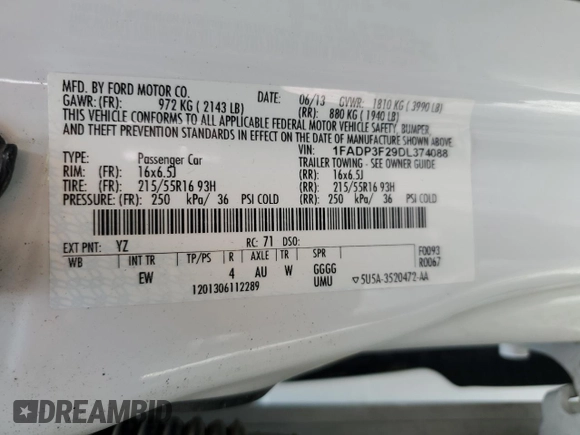 MFD. BY FORD MOTOR CO.
DATE: 06/13 GVWR: 1810 KG ( 3990 LB)
GAWR: (FR): 972 KG ( 2143 LB) (RR): 880 KG ( 1940 LB)
THIS VEHICLE CONFORMS TO ALL APPLICABLE FEDERAL MOTOR VEHICLE SAFETY, BUMPER,
AND THEFT PREVENTION STANDARDS IN EFFECT ON THE DATE OF MANUFACTURE SHOWN ABOVE.
VIN: 1FADP3F29DL374088
TYPE: Passenger Car TRAILER TOWING - SEE OWNER GUIDE
RIM: (FR): 16x6.5J (RR): 16x6.5J
TIRE: (FR): 215/55R16 93H (RR): 215/55R16 93H
PRESSURE: (FR): 250 kPa/ 36 PSI COLD (RR): 250 kPa/ 36 PSI COLD
EXT PNT: YZ RC: 71 DSO: F0093
WB INT TR TP/PS R AXLE TR SPR R0067
EW 4 AU W GGGG
UMU
1201306112289 ▽ 5U5A-3520472-AA
DREAMBID